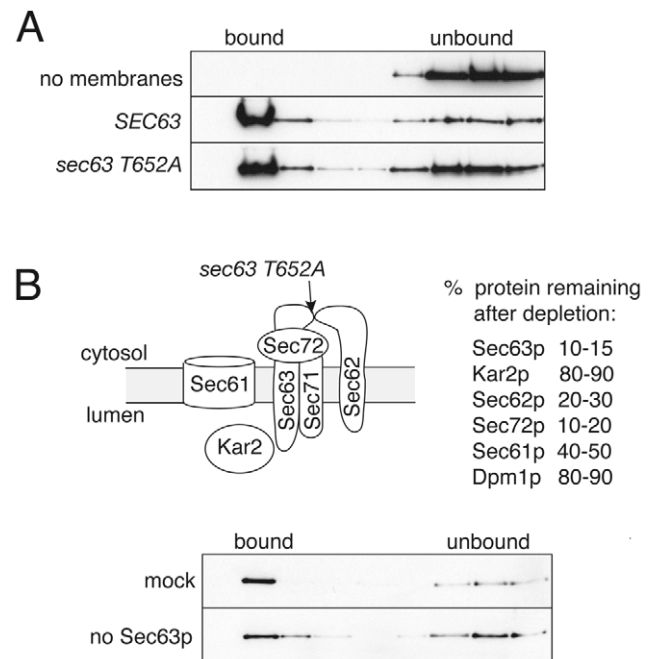 A
bound unbound
no membranes
SEC63
sec63 T652A
B
sec63 T652A
cytosol
lumen
Sec61
Sec72
Sec63
Sec71
Sec62
Kar2
% protein remaining
after depletion:
Sec63p 10-15
Kar2p 80-90
Sec62p 20-30
Sec72p 10-20
Sec61p 40-50
Dpm1p 80-90
bound unbound
mock
no Sec63p